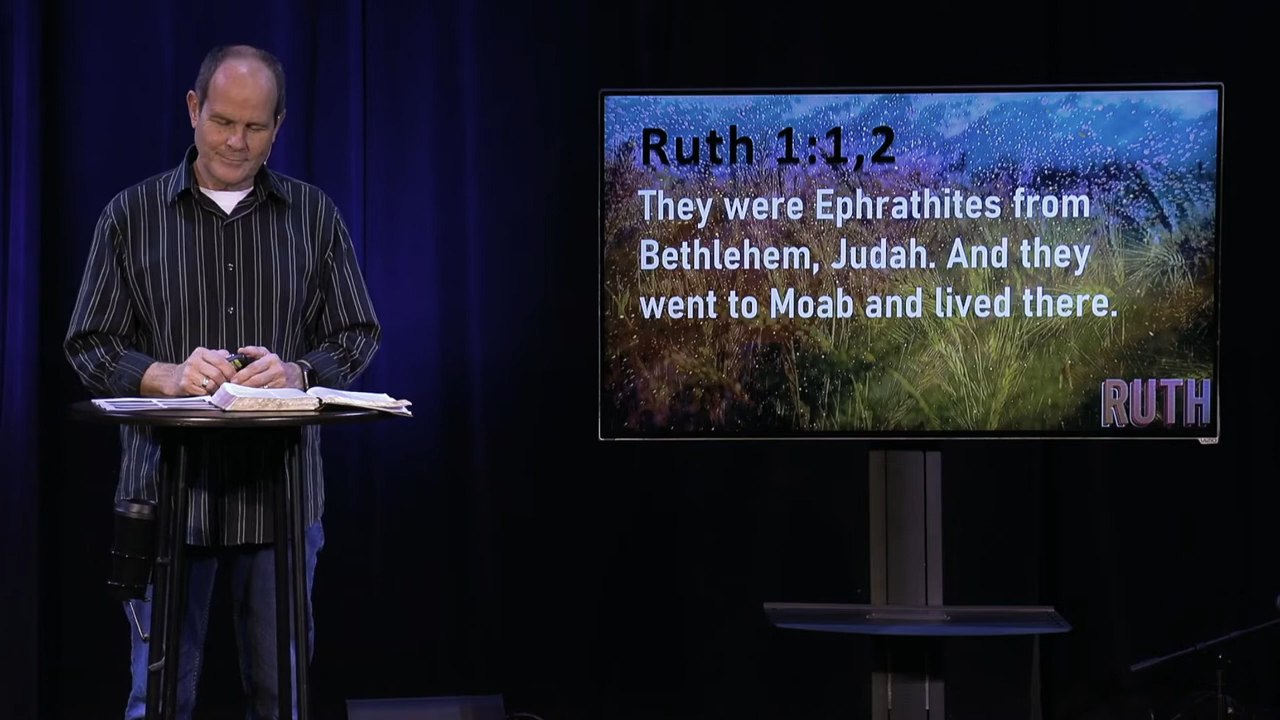 Ruth 1:1,2
They were Ephrathites from
Bethlehem, Judah. And they
went to Moab and lived there.
RUTH